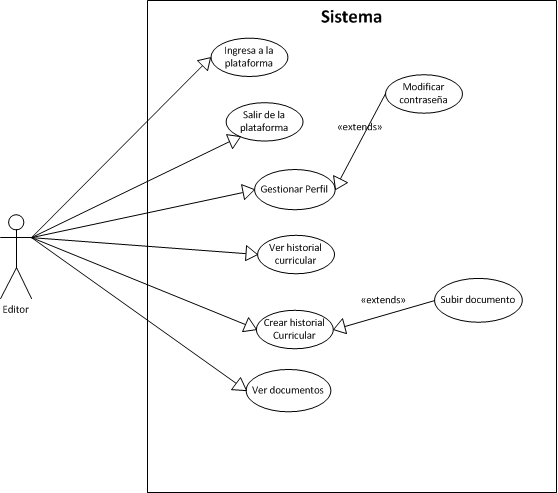 Sistema
Ingresa a la
plataforma
Modificar
contraseña
Salir de la
plataforma
«extends»
Gestionar Perfil
Ver historial
curricular
Editor
«extends»
Subir documento
Crear historial
Curricular
Ver documentos